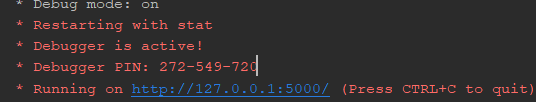 * Debug mode: on
* Restarting with stat
* Debugger is active!
* Debugger PIN: 272-549-720
* Running on http://127.0.0.1:5000/ (Press CTRL+C to quit)